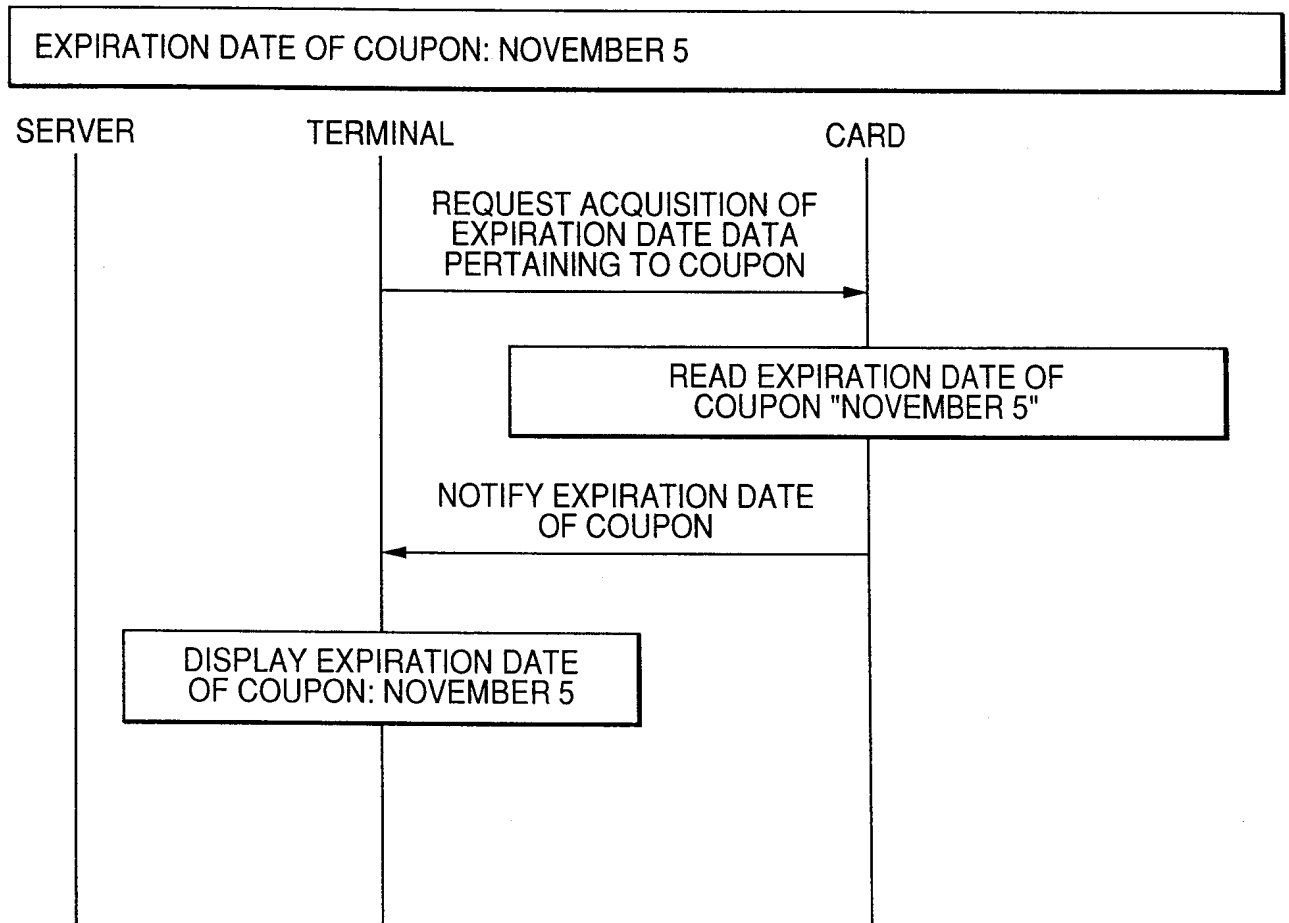 EXPIRATION DATE OF COUPON: NOVEMBER 5
SERVER
TERMINAL
CARD
REQUEST ACQUISITION OF
EXPIRATION DATE DATA
PERTAINING TO COUPON
READ EXPIRATION DATE OF
COUPON "NOVEMBER 5"
NOTIFY EXPIRATION DATE
OF COUPON
DISPLAY EXPIRATION DATE
OF COUPON: NOVEMBER 5